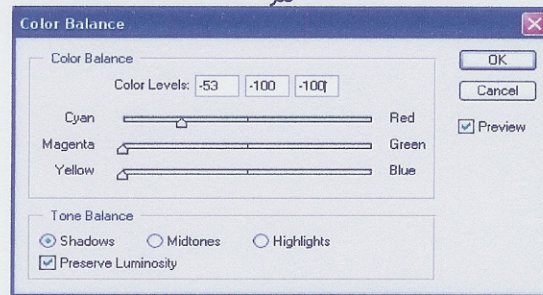 Color Balance
Color Balance
Color Levels: -53 -100 -100
Cyan Red
Magenta Green
Yellow Blue
Tone Balance
Shadows Midtones Highlights
Preserve Luminosity
OK
Cancel
Preview